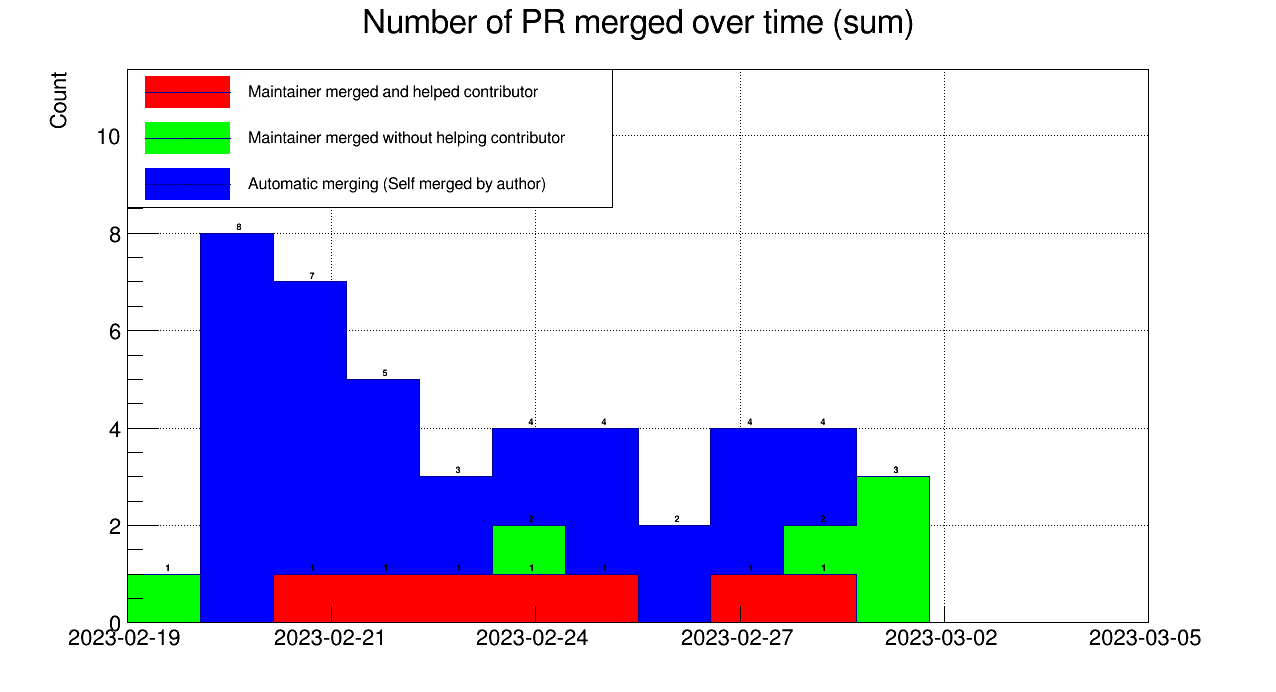 Number of PR merged over time (sum)
Count
Maintainer merged and helped contributor
Maintainer merged without helping contributor
Automatic merging (Self merged by author)
10
8
8
7
6
5
4
4 4 4 4
3 3
2
2 2 2
1 1 1 1 1 1 1 1
0
2023-02-19 2023-02-21 2023-02-24 2023-02-27 2023-03-02 2023-03-05